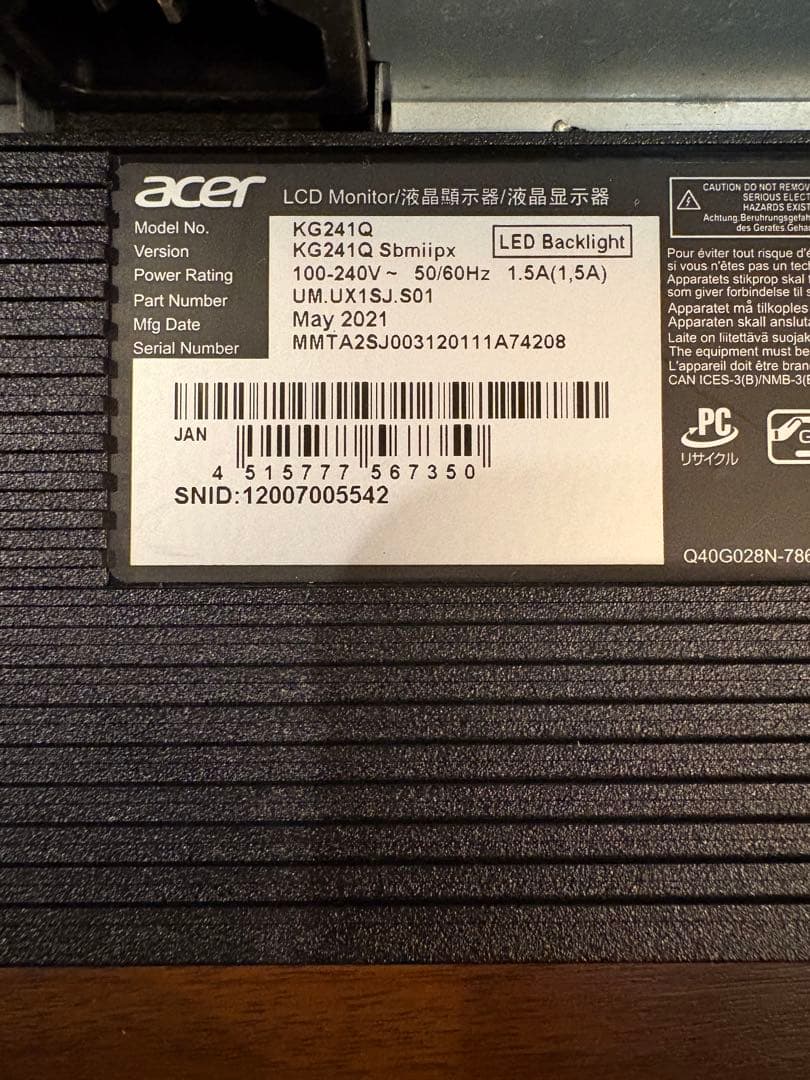 acer LCD Monitor/液晶顯示器/液晶显示器
Model No. KG241Q
Version KG241Q Sbmiipx
LED Backlight
Power Rating 100-240V~ 50/60Hz 1.5A(1,5A)
Part Number UM.UX1SJ.S01
Mfg Date May 2021
Serial Number MMTA2SJ003120111A74208
JAN
4 515777 567350
SNID:12007005542
CAUTION DO NOT REMOV
SERIOUS ELECT
HAZARDS EXIST
Achtung:Beruhrungsgefah
des Gerates.Geha
Pour éviter tout risque d'é
si vous n'êtes pas un tech
Apparatets stikprop skal t
som giver forbindelse til s
Apparatet må tilkoples
Apparaten skall anslut
Laite on liitettävä suojak
The equipment must be
L'appareil doit être bran
CAN ICES-3(B)/NMB-3(B
PC
リサイクル
G
Q40G028N-786